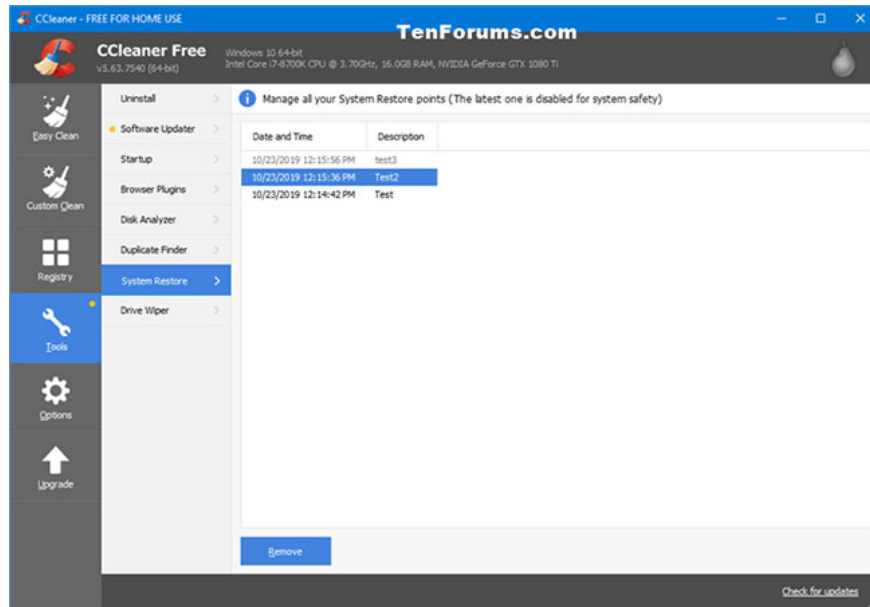 CCleaner - FREE FOR HOME USE
TenForums.com
CCleaner Free
v5.63.7540 (64-bit)
Windows 10 64-bit
Intel Core i7-8700K CPU @ 3.70GHz, 16.0GB RAM, NVIDIA GeForce GTX 1080 Ti
Easy Clean
Custom Clean
Registry
Tools
Options
Upgrade
Uninstall
Software Updater
Startup
Browser Plugins
Disk Analyzer
Duplicate Finder
System Restore
Drive Wiper
Manage all your System Restore points (The latest one is disabled for system safety)
Date and Time Description
10/23/2019 12:15:56 PM test3
10/23/2019 12:15:36 PM Test2
10/23/2019 12:14:42 PM Test
Remove
Check for updates